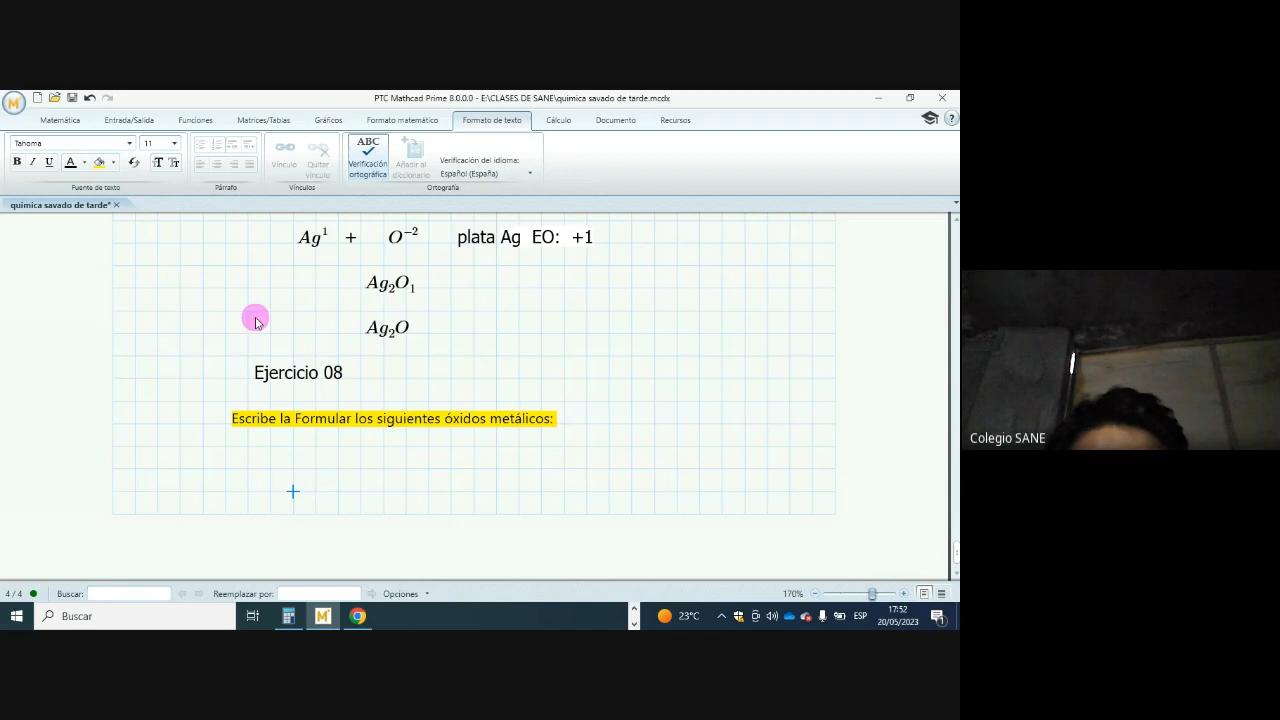 PTC Mathcad Prime 8.0.0.0 - E:\CLASES DE SANE\quimica savado de tarde.mcdx
Matemática Entrada/Salida Funciones Matrices/Tablas Gráficos Formato matemático Formato de texto Cálculo Documento Recursos
Tahoma 11
ABC
Verificación del idioma:
Español (España)
N K U A
Vínculo Quitar vínculo Verificación ortográfica Añadir al diccionario
Fuente de texto Párrafo Vínculos Ortografía
quimica savado de tarde*
Ag¹ + O⁻² plata Ag EO: +1
Ag₂O₁
Ag₂O
Ejercicio 08
Escribe la Formular los siguientes óxidos metálicos:
Colegio SANE
4 / 4 Buscar: Reemplazar por: Opciones 170%
Buscar 23°C ESP 17:52
20/05/2023
1